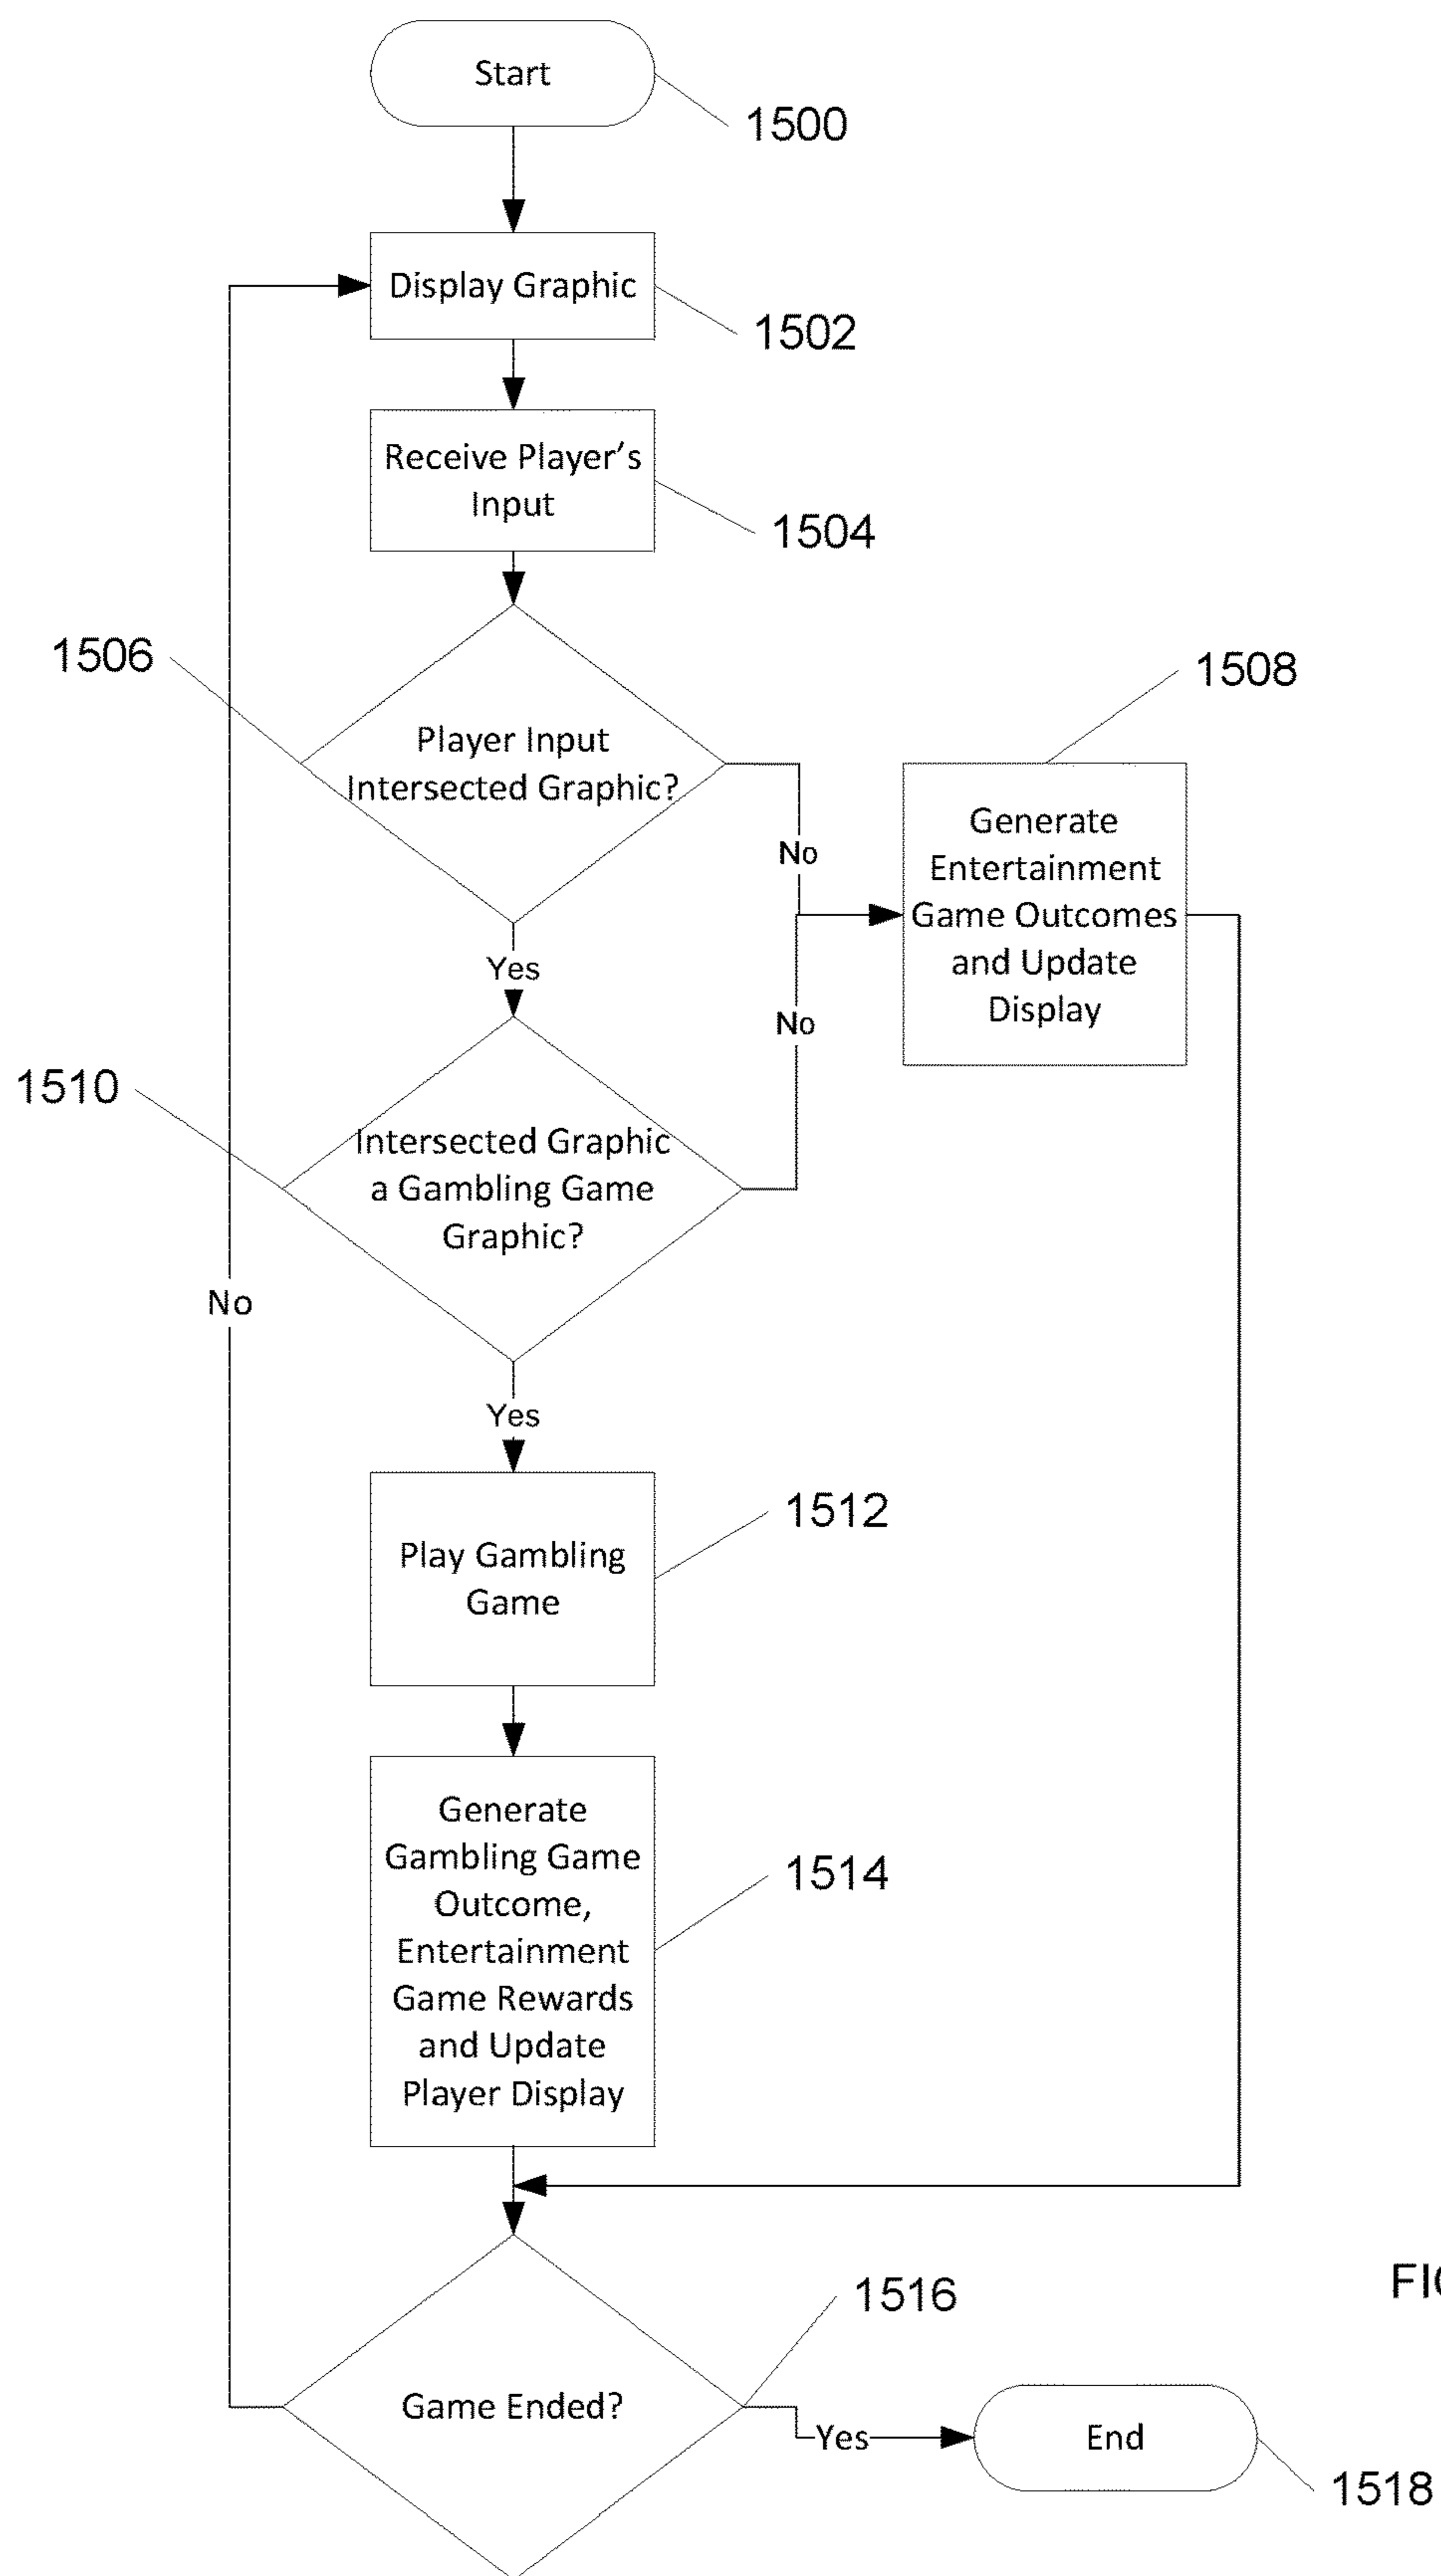 Start
1500
Display Graphic
1502
Receive Player's
Input
1504
1506
Player Input
Intersected Graphic?
No
1508
Generate
Entertainment
Game Outcomes
and Update
Display
Yes
No
1510
Intersected Graphic
a Gambling Game
Graphic?
No
Yes
1512
Play Gambling
Game
1514
Generate
Gambling Game
Outcome,
Entertainment
Game Rewards
and Update
Player Display
1516
Game Ended?
Yes
End
1518